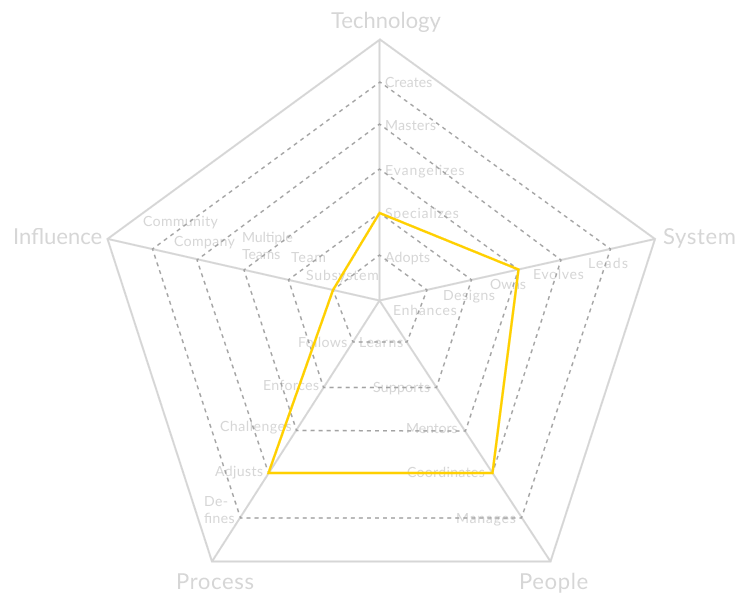 Technology
Creates
Masters
Evangelizes
Specializes
Adopts
Influence
Community
Company
Multiple
Teams
Team
Subsystem
System
Leads
Evolves
Owns
Designs
Enhances
Follows
Learns
Enforces
Supports
Challenges
Mentors
Adjusts
Coordinates
De-
fines
Manages
Process
People